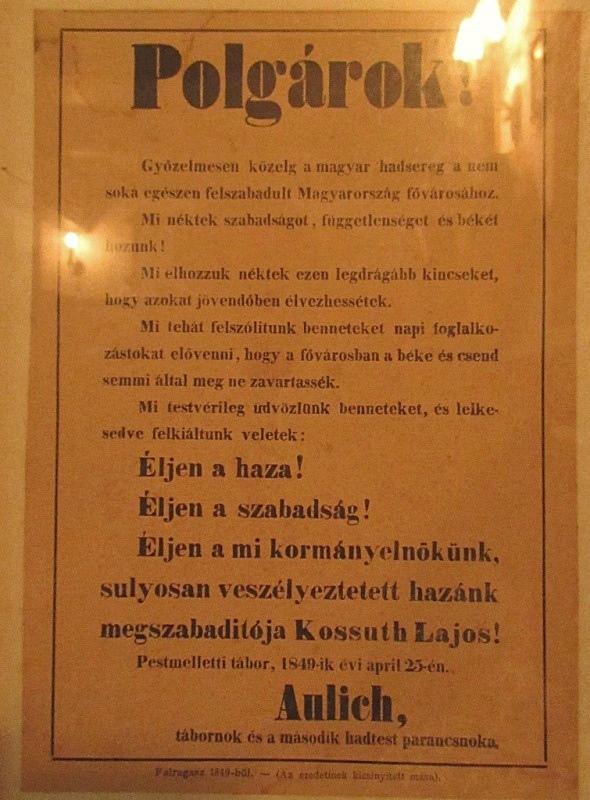 Polgárok!
Győzelmesen közelg a magyar hadsereg a nem
soka egészen felszabadult Magyarország fővárosához.
Mi néktek szabadságot, függetlenséget és békét
hozunk!
Mi elhozzuk néktek ezen legdrágább kincseket,
hogy azokat jövendőben élvezhessétek.
Mi tehát felszólitunk benneteket napi foglalko-
zástokat elővenni, hogy a fővárosban a béke és csend
semmi által meg ne zavartassék.
Mi testvérileg üdvözlünk benneteket, és lelke-
sedve felkiáltunk veletek:
Éljen a haza!
Éljen a szabadság!
Éljen a mi kormányelnökünk,
sulyosan veszélyeztetett hazánk
megszabaditója Kossuth Lajos!
Pestmelletti tábor, 1849-ik évi april 25-én.
Aulich,
tábornok és a második hadtest parancsnoka.
Falragasz 1849-ből. — (Az eredetinek kicsinyitett mása).